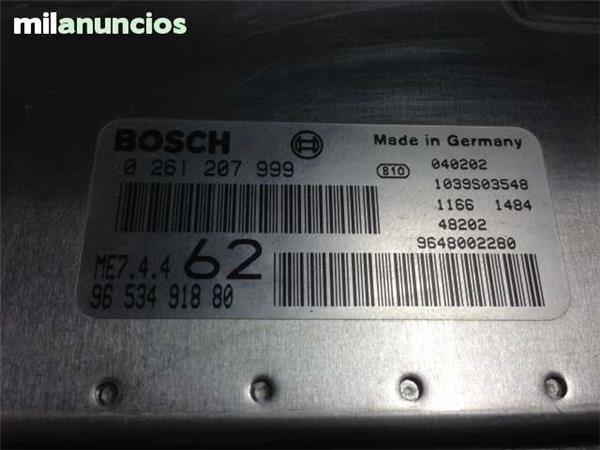 milanuncios
BOSCH
Made in Germany
0 261 207 999
810
040202
1039S03548
1166 1484
48202
9648002280
ME7.4.4 62
96 534 918 80